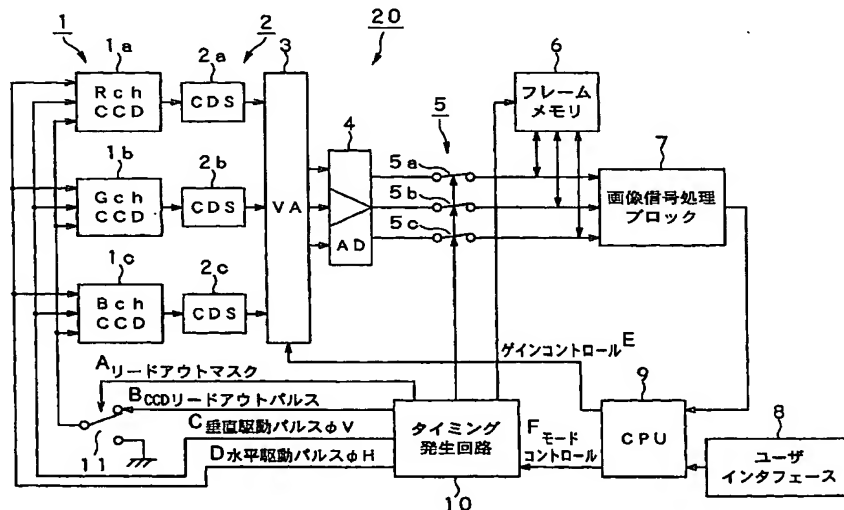 20
1
1a
2a
2
3
Rch
CCD
CDS
6
フレーム
メモリ
4
5
5a
7
1b
2b
Gch
CCD
CDS
VA
5b
画像信号処理
ブロック
5c
AD
1c
2c
Bch
CCD
CDS
ゲインコントロールE
Aリードアウトマスク
BCCDリードアウトパルス
9
C垂直駆動パルスφV
タイミング
発生回路
Fモード
コントロール
CPU
8
ユーザ
インタフェース
11
D水平駆動パルスφH
10